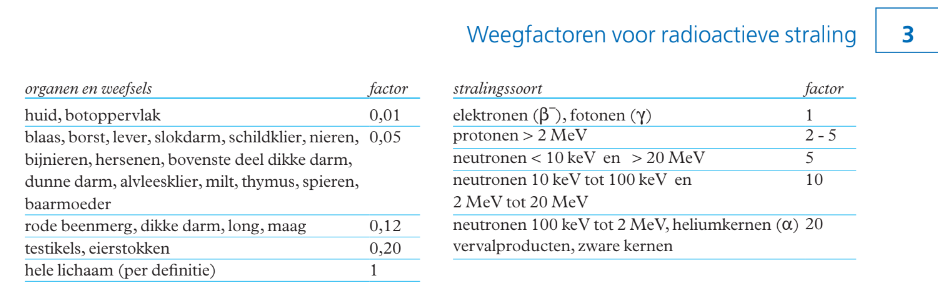 Weegfactoren voor radioactieve straling 3
organen en weefsels factor
huid, botoppervlak 0,01
blaas, borst, lever, slokdarm, schildklier, nieren, 0,05
bijnieren, hersenen, bovenste deel dikke darm,
dunne darm, alvleesklier, milt, thymus, spieren,
baarmoeder
rode beenmerg, dikke darm, long, maag 0,12
testikels, eierstokken 0,20
hele lichaam (per definitie) 1
stralingssoort factor
elektronen (β⁻), fotonen (γ) 1
protonen > 2 MeV 2 - 5
neutronen < 10 keV en > 20 MeV 5
neutronen 10 keV tot 100 keV en 10
2 MeV tot 20 MeV
neutronen 100 keV tot 2 MeV, heliumkernen (α) 20
vervalproducten, zware kernen